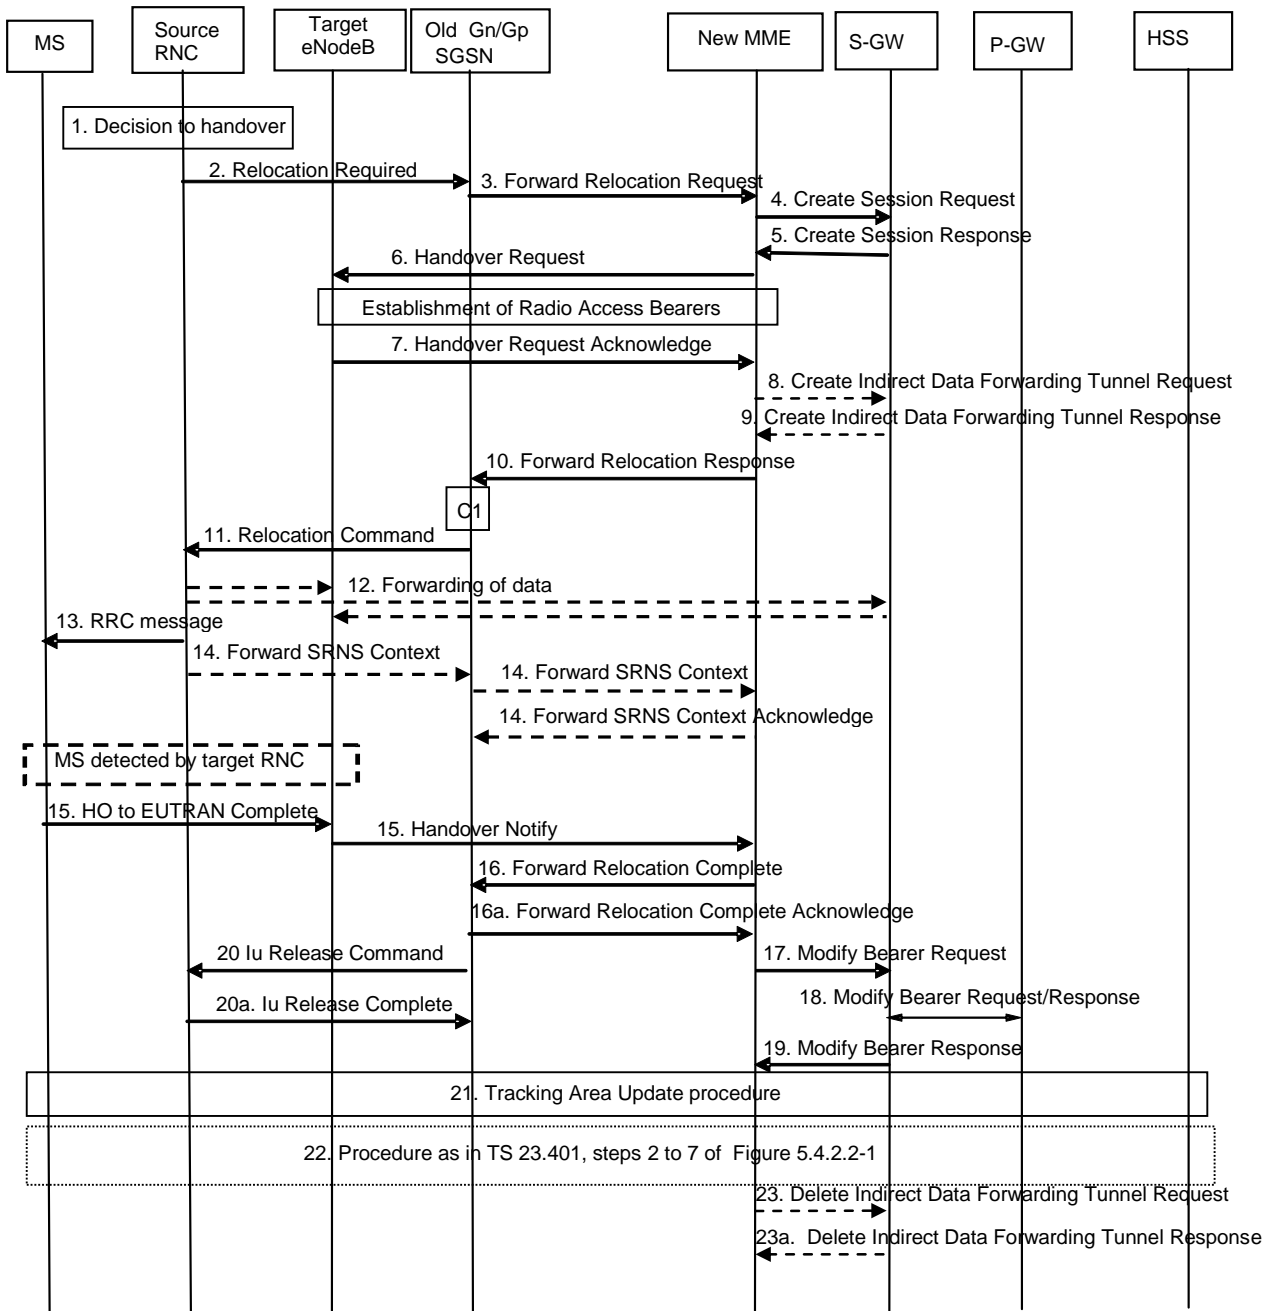 MS
Source
RNC
Target
eNodeB
Old Gn/Gp
SGSN
New MME
S-GW
P-GW
HSS
1. Decision to handover
2. Relocation Required
3. Forward Relocation Request
4. Create Session Request
5. Create Session Response
6. Handover Request
Establishment of Radio Access Bearers
7. Handover Request Acknowledge
8. Create Indirect Data Forwarding Tunnel Request
9. Create Indirect Data Forwarding Tunnel Response
10. Forward Relocation Response
C1
11. Relocation Command
12. Forwarding of data
13. RRC message
14. Forward SRNS Context
14. Forward SRNS Context
14. Forward SRNS Context Acknowledge
MS detected by target RNC
15. HO to EUTRAN Complete
15. Handover Notify
16. Forward Relocation Complete
16a. Forward Relocation Complete Acknowledge
20 Iu Release Command
17. Modify Bearer Request
20a. Iu Release Complete
18. Modify Bearer Request/Response
19. Modify Bearer Response
21. Tracking Area Update procedure
22. Procedure as in TS 23.401, steps 2 to 7 of Figure 5.4.2.2-1
23. Delete Indirect Data Forwarding Tunnel Request
23a. Delete Indirect Data Forwarding Tunnel Response